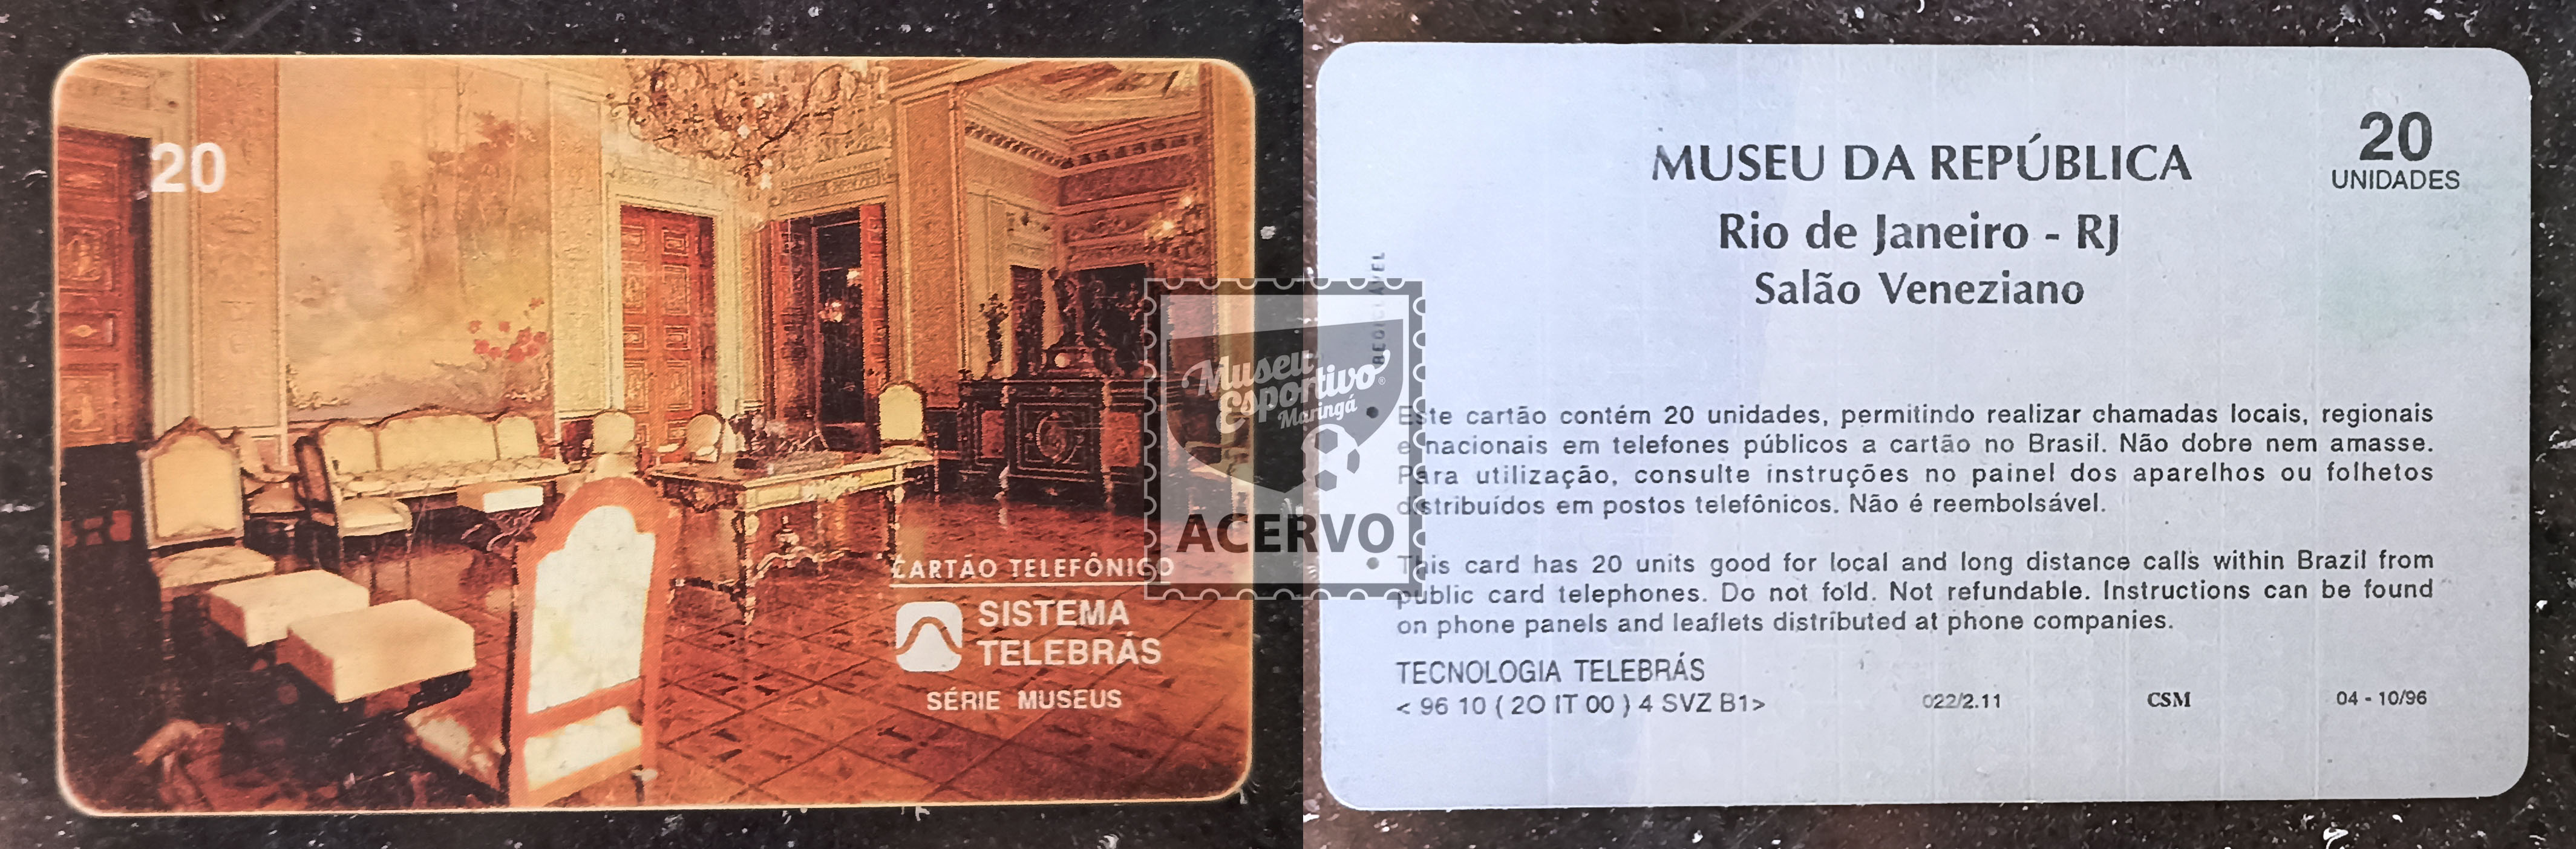 20
CARTÃO TELEFÔNICO
SISTEMA
TELEBRÁS
SÉRIE MUSEUS
Museu
Esportivo®
Maringá
ACERVO
MUSEU DA REPÚBLICA
Rio de Janeiro - RJ
Salão Veneziano
20
UNIDADES
Este cartão contém 20 unidades, permitindo realizar chamadas locais, regionais
e nacionais em telefones públicos a cartão no Brasil. Não dobre nem amasse.
Para utilização, consulte instruções no painel dos aparelhos ou folhetos
distribuídos em postos telefônicos. Não é reembolsável.
This card has 20 units good for local and long distance calls within Brazil from
public card telephones. Do not fold. Not refundable. Instructions can be found
on phone panels and leaflets distributed at phone companies.
TECNOLOGIA TELEBRÁS
< 96 10 ( 2O IT 00 ) 4 SVZ B1> 022/2.11 CSM 04 - 10/96